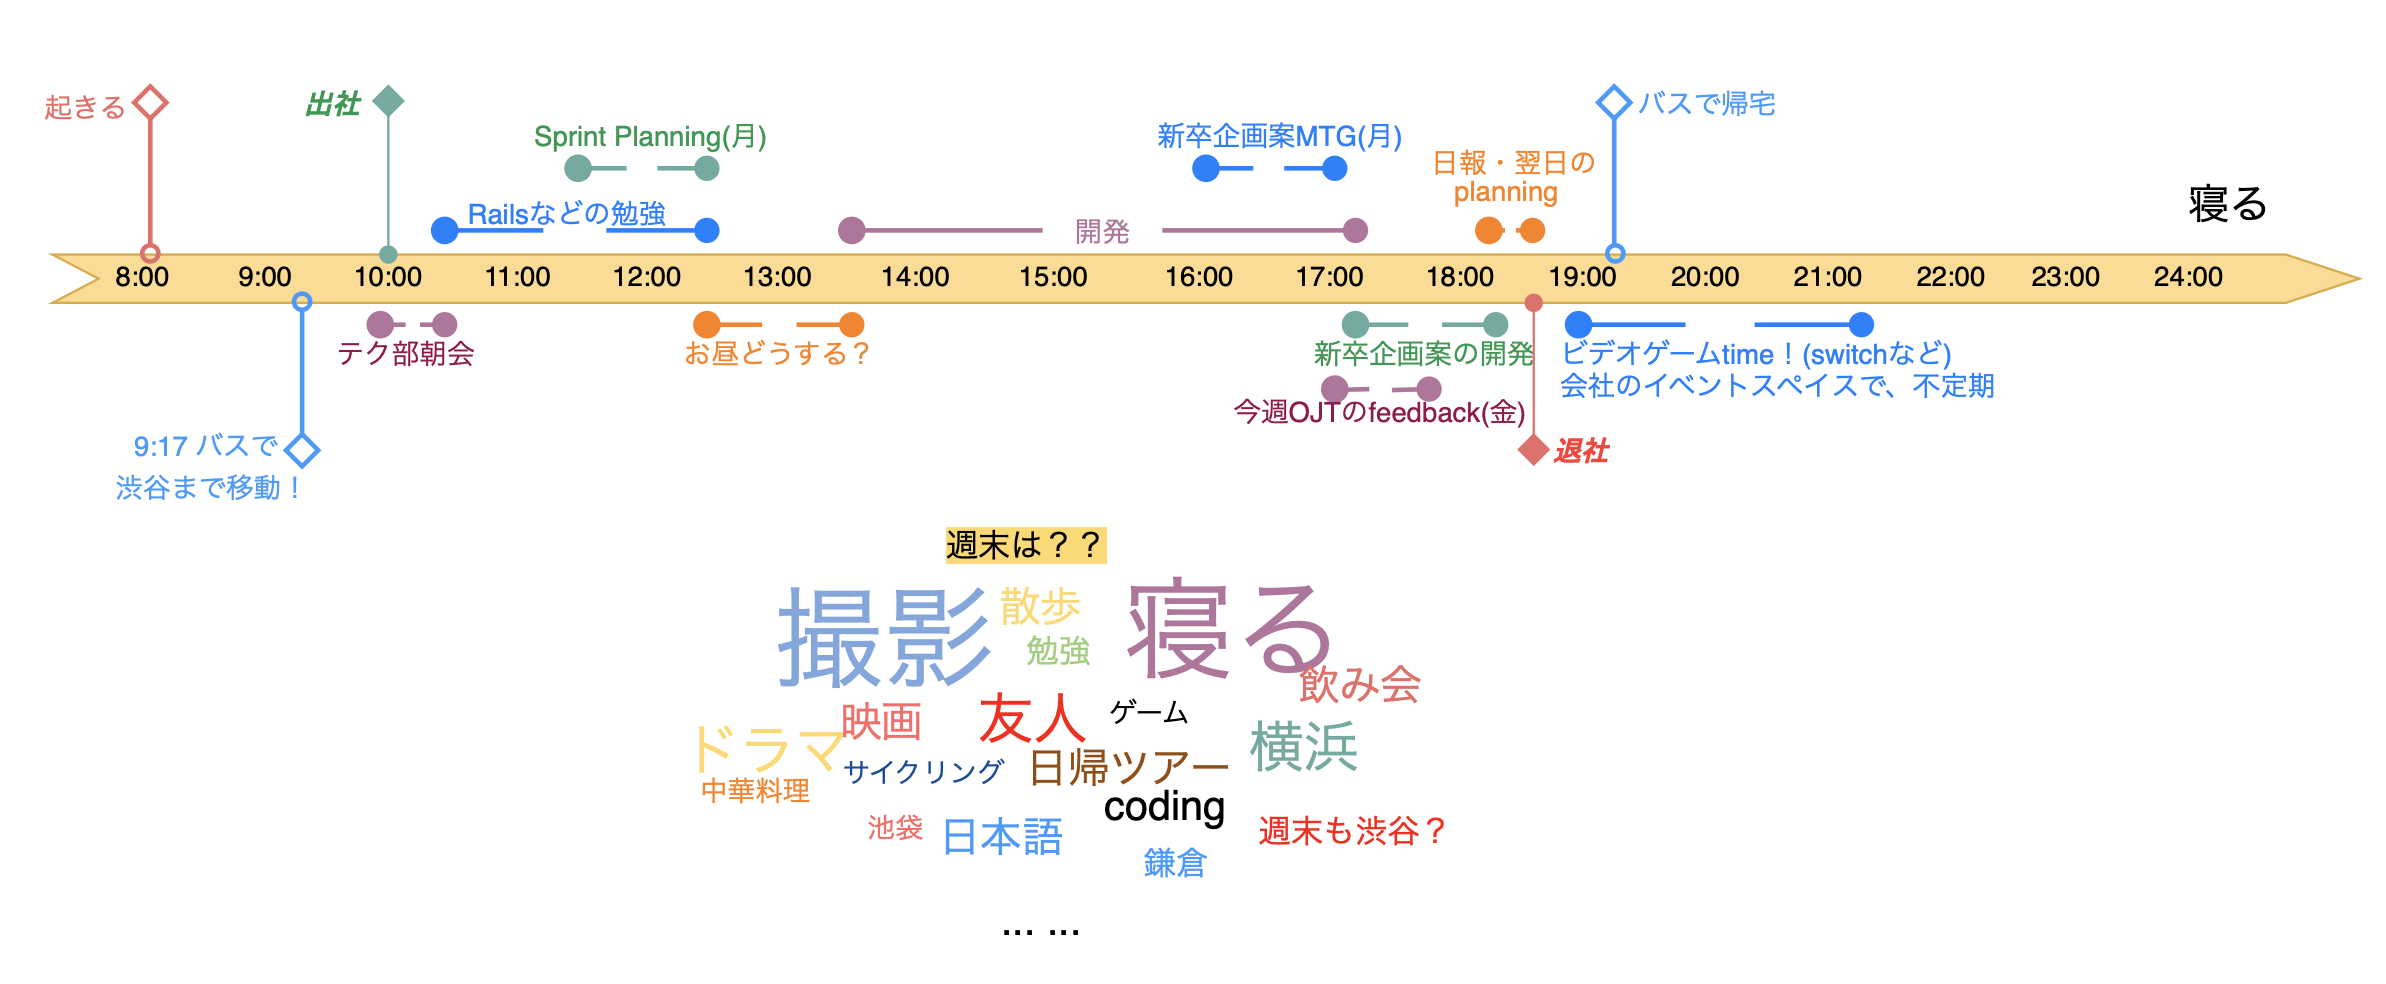 起きる
出社
Sprint Planning(月)
Railsなどの勉強
開発
新卒企画案MTG(月)
日報・翌日の
planning
バスで帰宅
寝る
8:00 9:00 10:00 11:00 12:00 13:00 14:00 15:00 16:00 17:00 18:00 19:00 20:00 21:00 22:00 23:00 24:00
9:17 バスで
渋谷まで移動！
テク部朝会
お昼どうする？
新卒企画案の開発
今週OJTのfeedback(金)
退社
ビデオゲームtime！(switchなど)
会社のイベントスペイスで、不定期
週末は？？
撮影
散歩
勉強
寝る
飲み会
ドラマ
映画
友人
ゲーム
横浜
中華料理
サイクリング
日帰ツアー
coding
池袋
日本語
週末も渋谷？
鎌倉
... ...